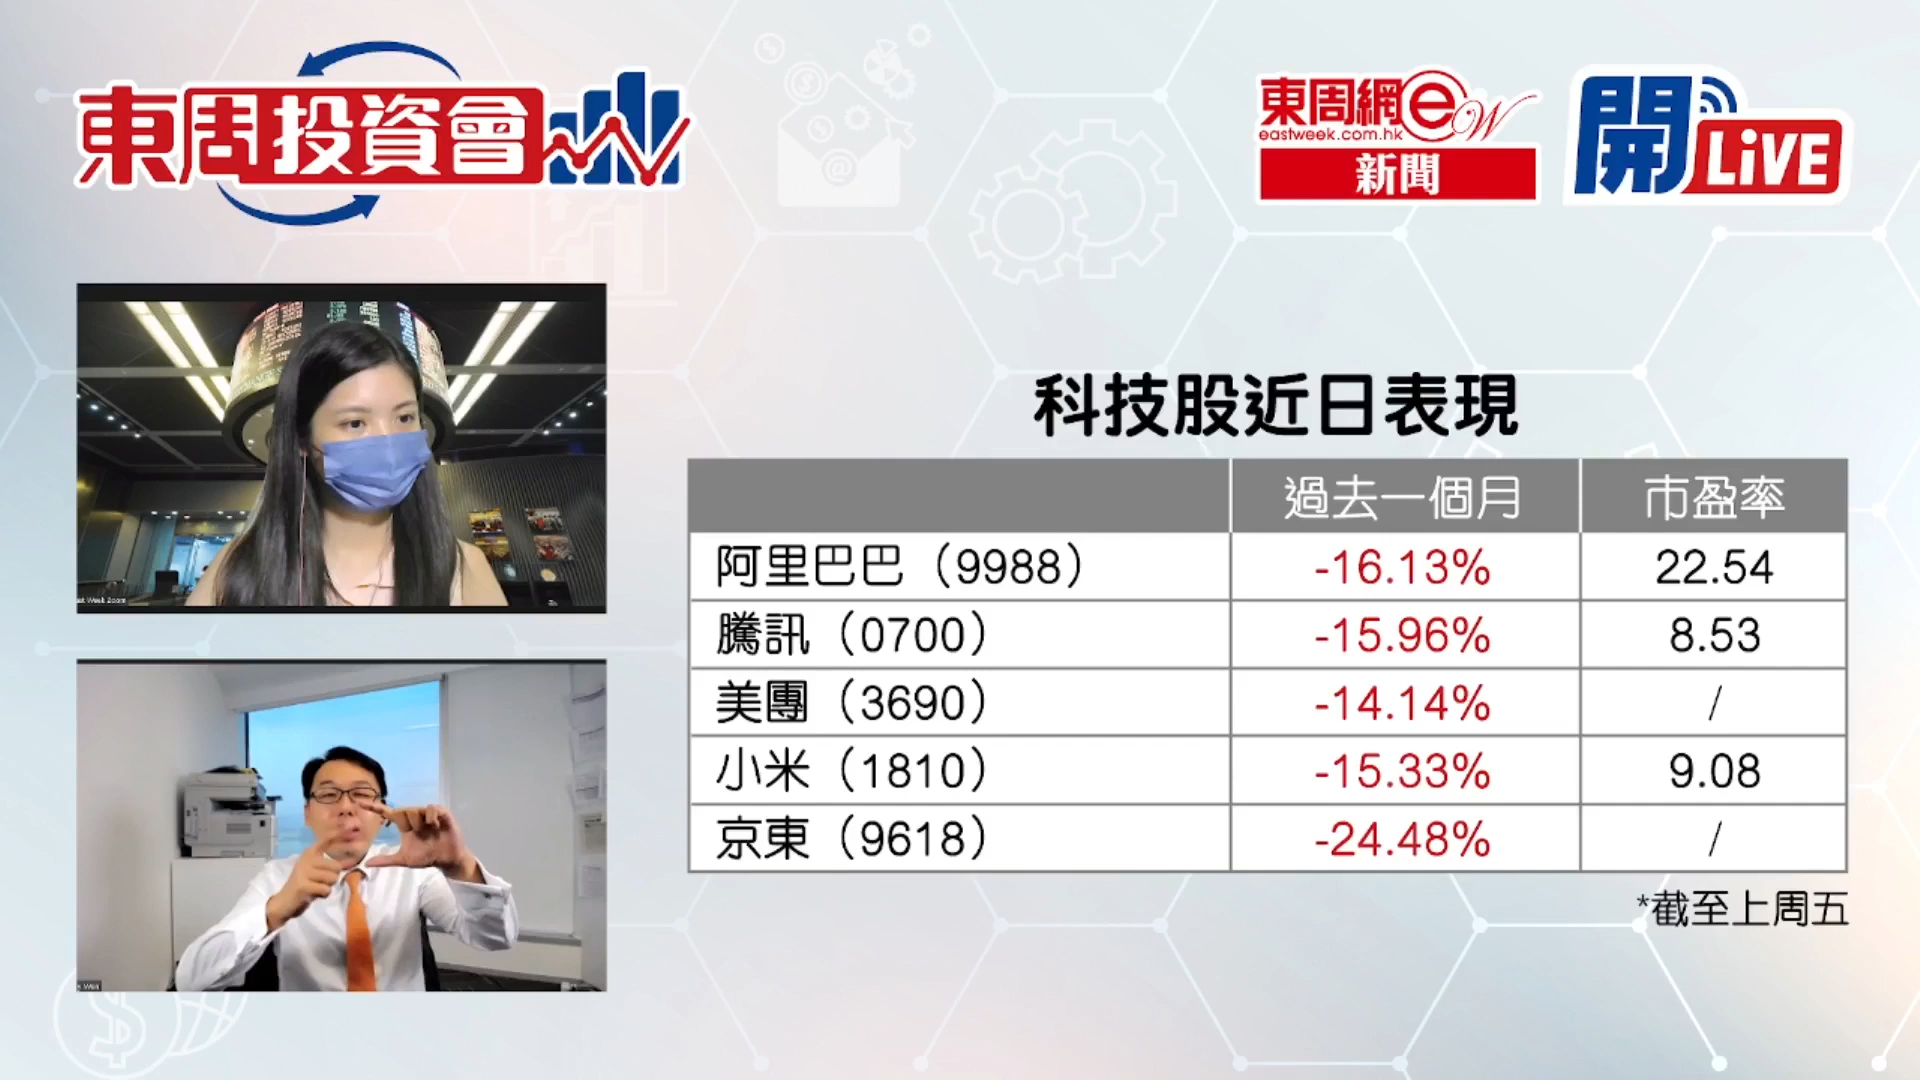 東周投資會
東周網 ew
eastweek.com.hk
新聞
開 LiVE
科技股近日表現
過去一個月 市盈率
阿里巴巴（9988） -16.13% 22.54
騰訊（0700） -15.96% 8.53
美團（3690） -14.14% /
小米（1810） -15.33% 9.08
京東（9618） -24.48% /
*截至上周五